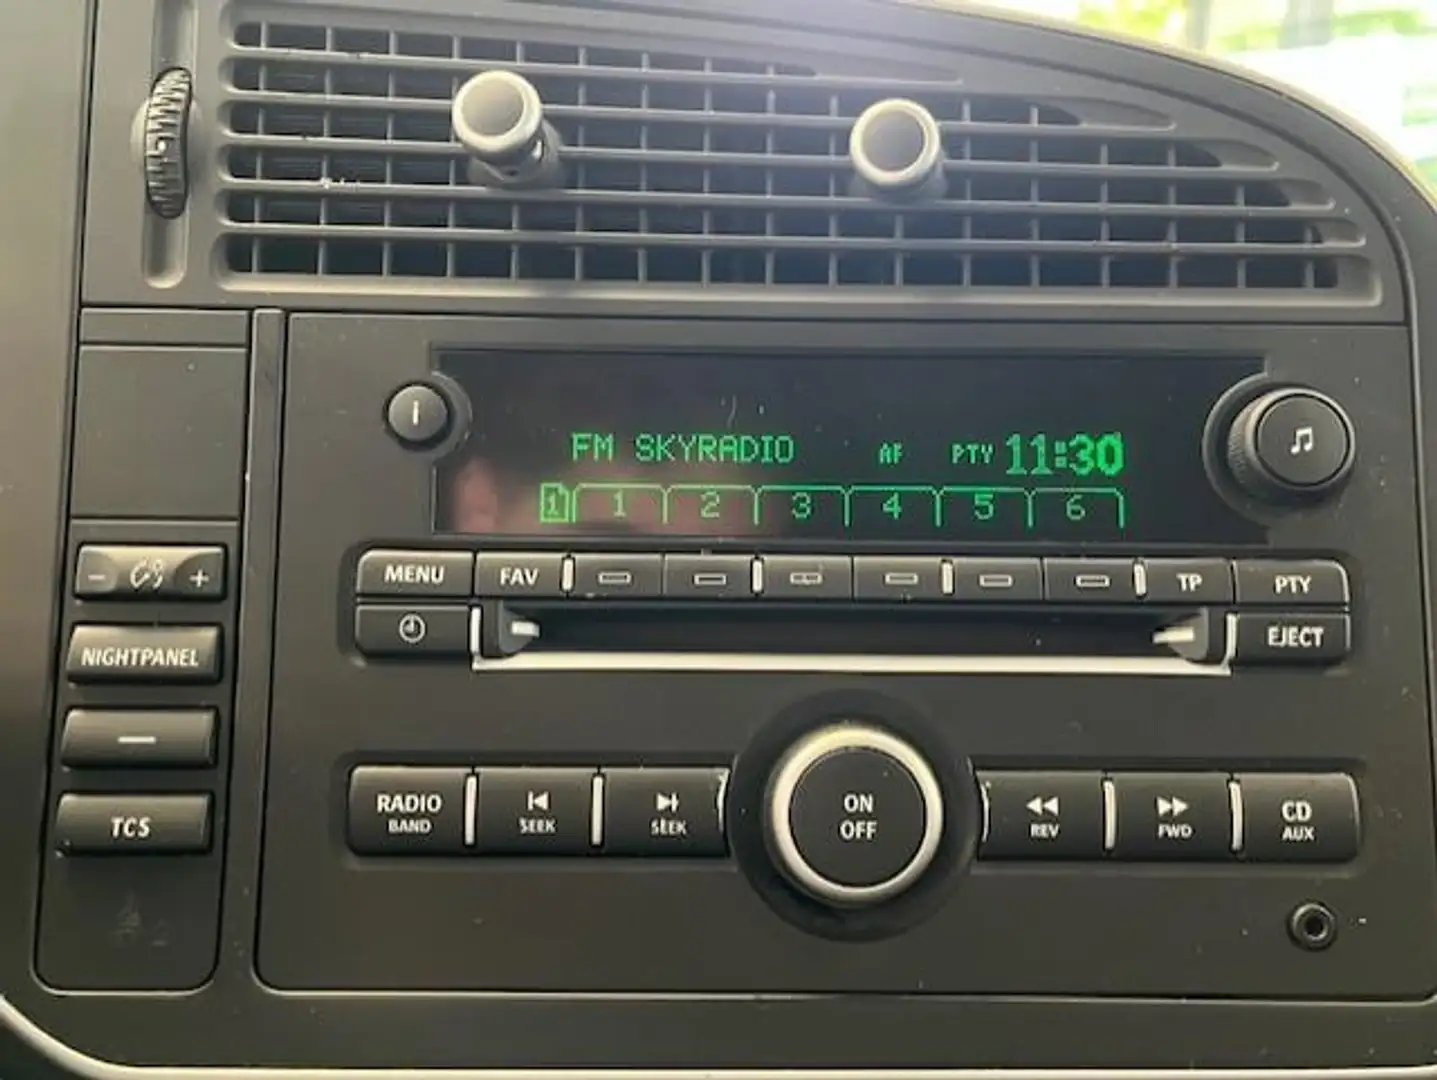 i
FM SKYRADIO AF PTY 11:30
1 1 2 3 4 5 6
− +
MENU FAV TP PTY
EJECT
NIGHTPANEL
TCS
RADIO BAND
SEEK
SEEK
ON
OFF
REV
FWD
CD
AUX